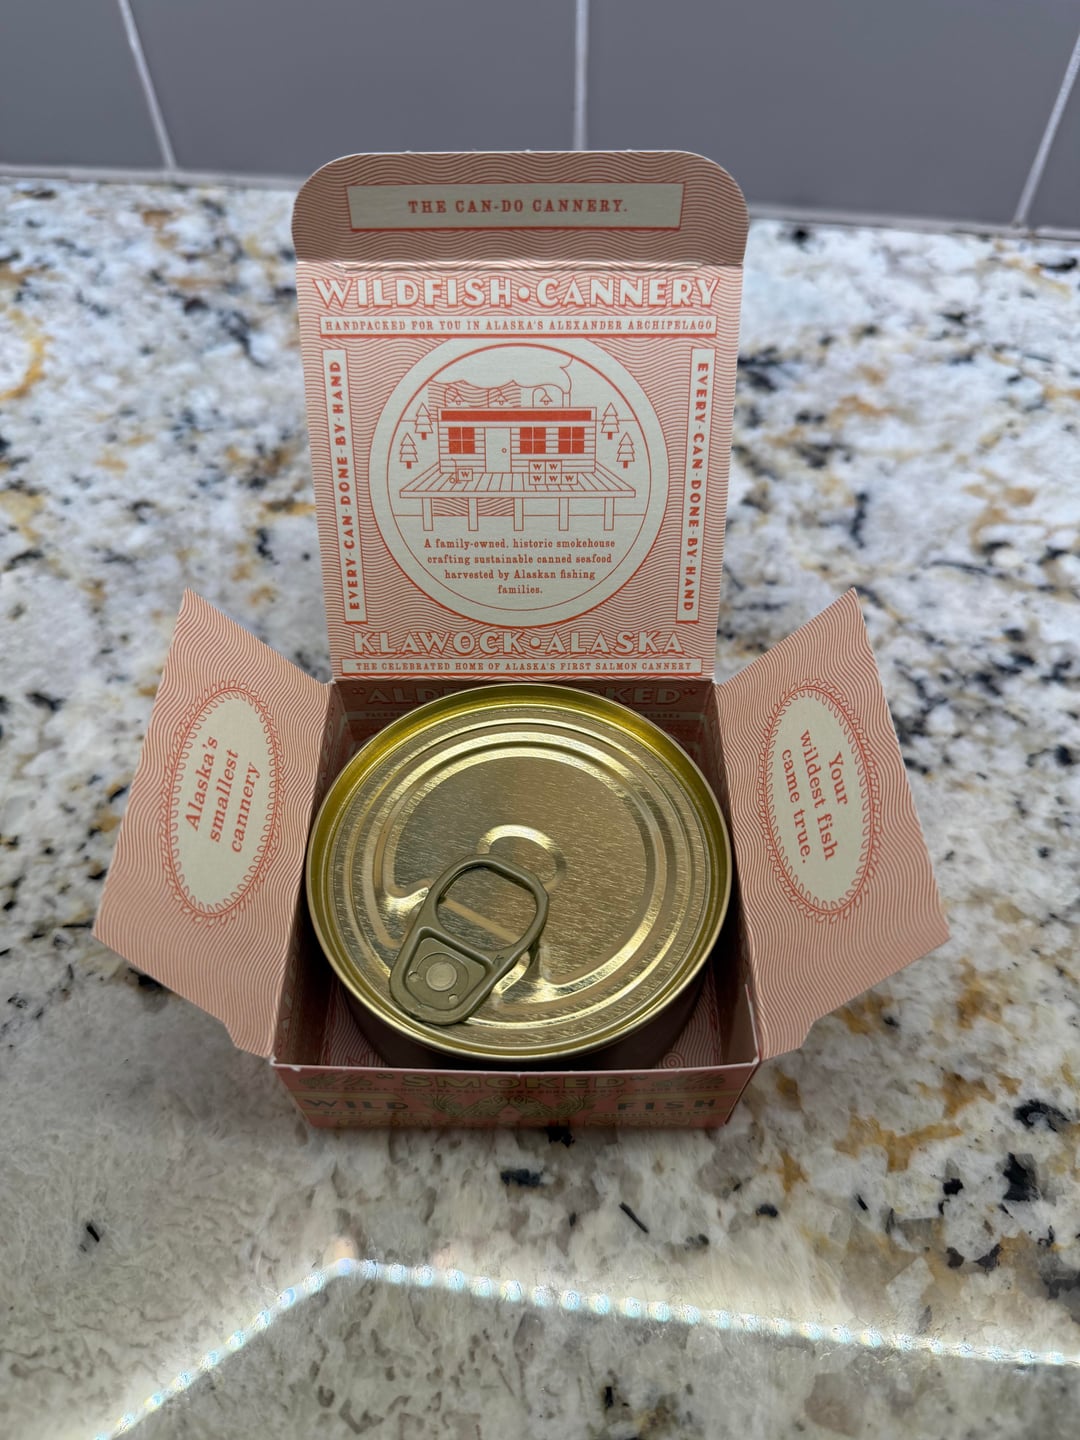 THE CAN-DO CANNERY.
WILDFISH•CANNERY
HANDPACKED FOR YOU IN ALASKA'S ALEXANDER ARCHIPELAGO
EVERY•CAN•DONE•BY•HAND
EVERY•CAN•DONE•BY•HAND
W
W W
W W W
A family-owned, historic smokehouse
crafting sustainable canned seafood
harvested by Alaskan fishing
families.
KLAWOCK•ALASKA
THE CELEBRATED HOME OF ALASKA'S FIRST SALMON CANNERY
Alaska's
smallest
cannery
Your
wildest fish
came true.
"SMOKED"
WILD FISH